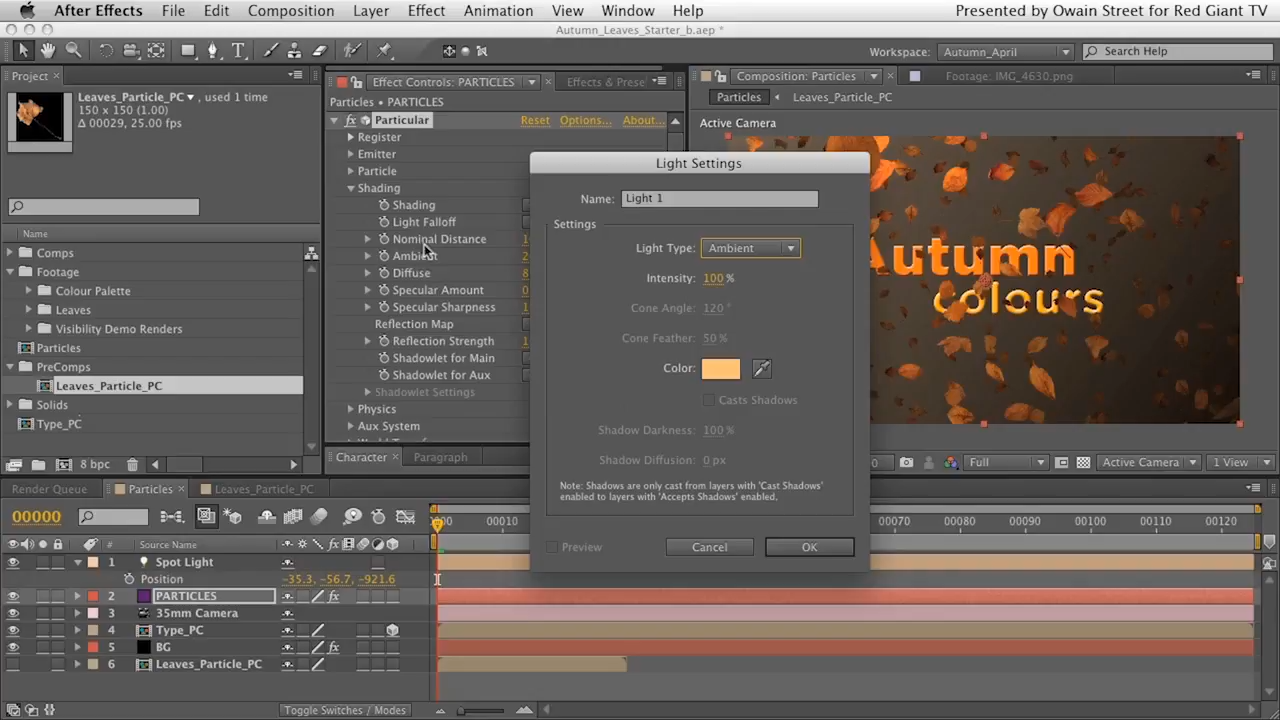 After Effects File Edit Composition Layer Effect Animation View Window Help Presented by Owain Street for Red Giant TV
Autumn_Leaves_Starter_b.aep *
Workspace: Autumn_April Search Help
Project Effect Controls: PARTICLES Effects & Prese Composition: Particles Footage: IMG_4630.png
Leaves_Particle_PC , used 1 time
150 x 150 (1.00)
Δ 00029, 25.00 fps
Particles • PARTICLES
Particles Leaves_Particle_PC
fx Particular Reset Options... About...
Active Camera
Register
Emitter
Particle
Shading
Shading
Light Falloff
Nominal Distance
Ambient
Diffuse
Specular Amount
Specular Sharpness
Reflection Map
Reflection Strength
Shadowlet for Main
Shadowlet for Aux
Shadowlet Settings
Physics
Aux System
Name
Comps
Footage
Colour Palette
Leaves
Visibility Demo Renders
Particles
PreComps
Leaves_Particle_PC
Solids
Type_PC
8 bpc
Light Settings
Name: Light 1
Settings
Light Type: Ambient
Intensity: 100 %
Cone Angle: 120 °
Cone Feather: 50 %
Color:
Casts Shadows
Shadow Darkness: 100 %
Shadow Diffusion: 0 px
Note: Shadows are only cast from layers with 'Cast Shadows'
enabled to layers with 'Accepts Shadows' enabled.
Preview Cancel OK
Autumn
colours
Character Paragraph
Full Active Camera 1 View
Render Queue Particles Leaves_Particle_PC
00000
00010 00070 00080 00090 00100 00110 00120
# Source Name
1 Spot Light
Position -35.3, -56.7, -921.6
2 PARTICLES fx
3 35mm Camera
4 Type_PC
5 BG fx
6 Leaves_Particle_PC
Toggle Switches / Modes